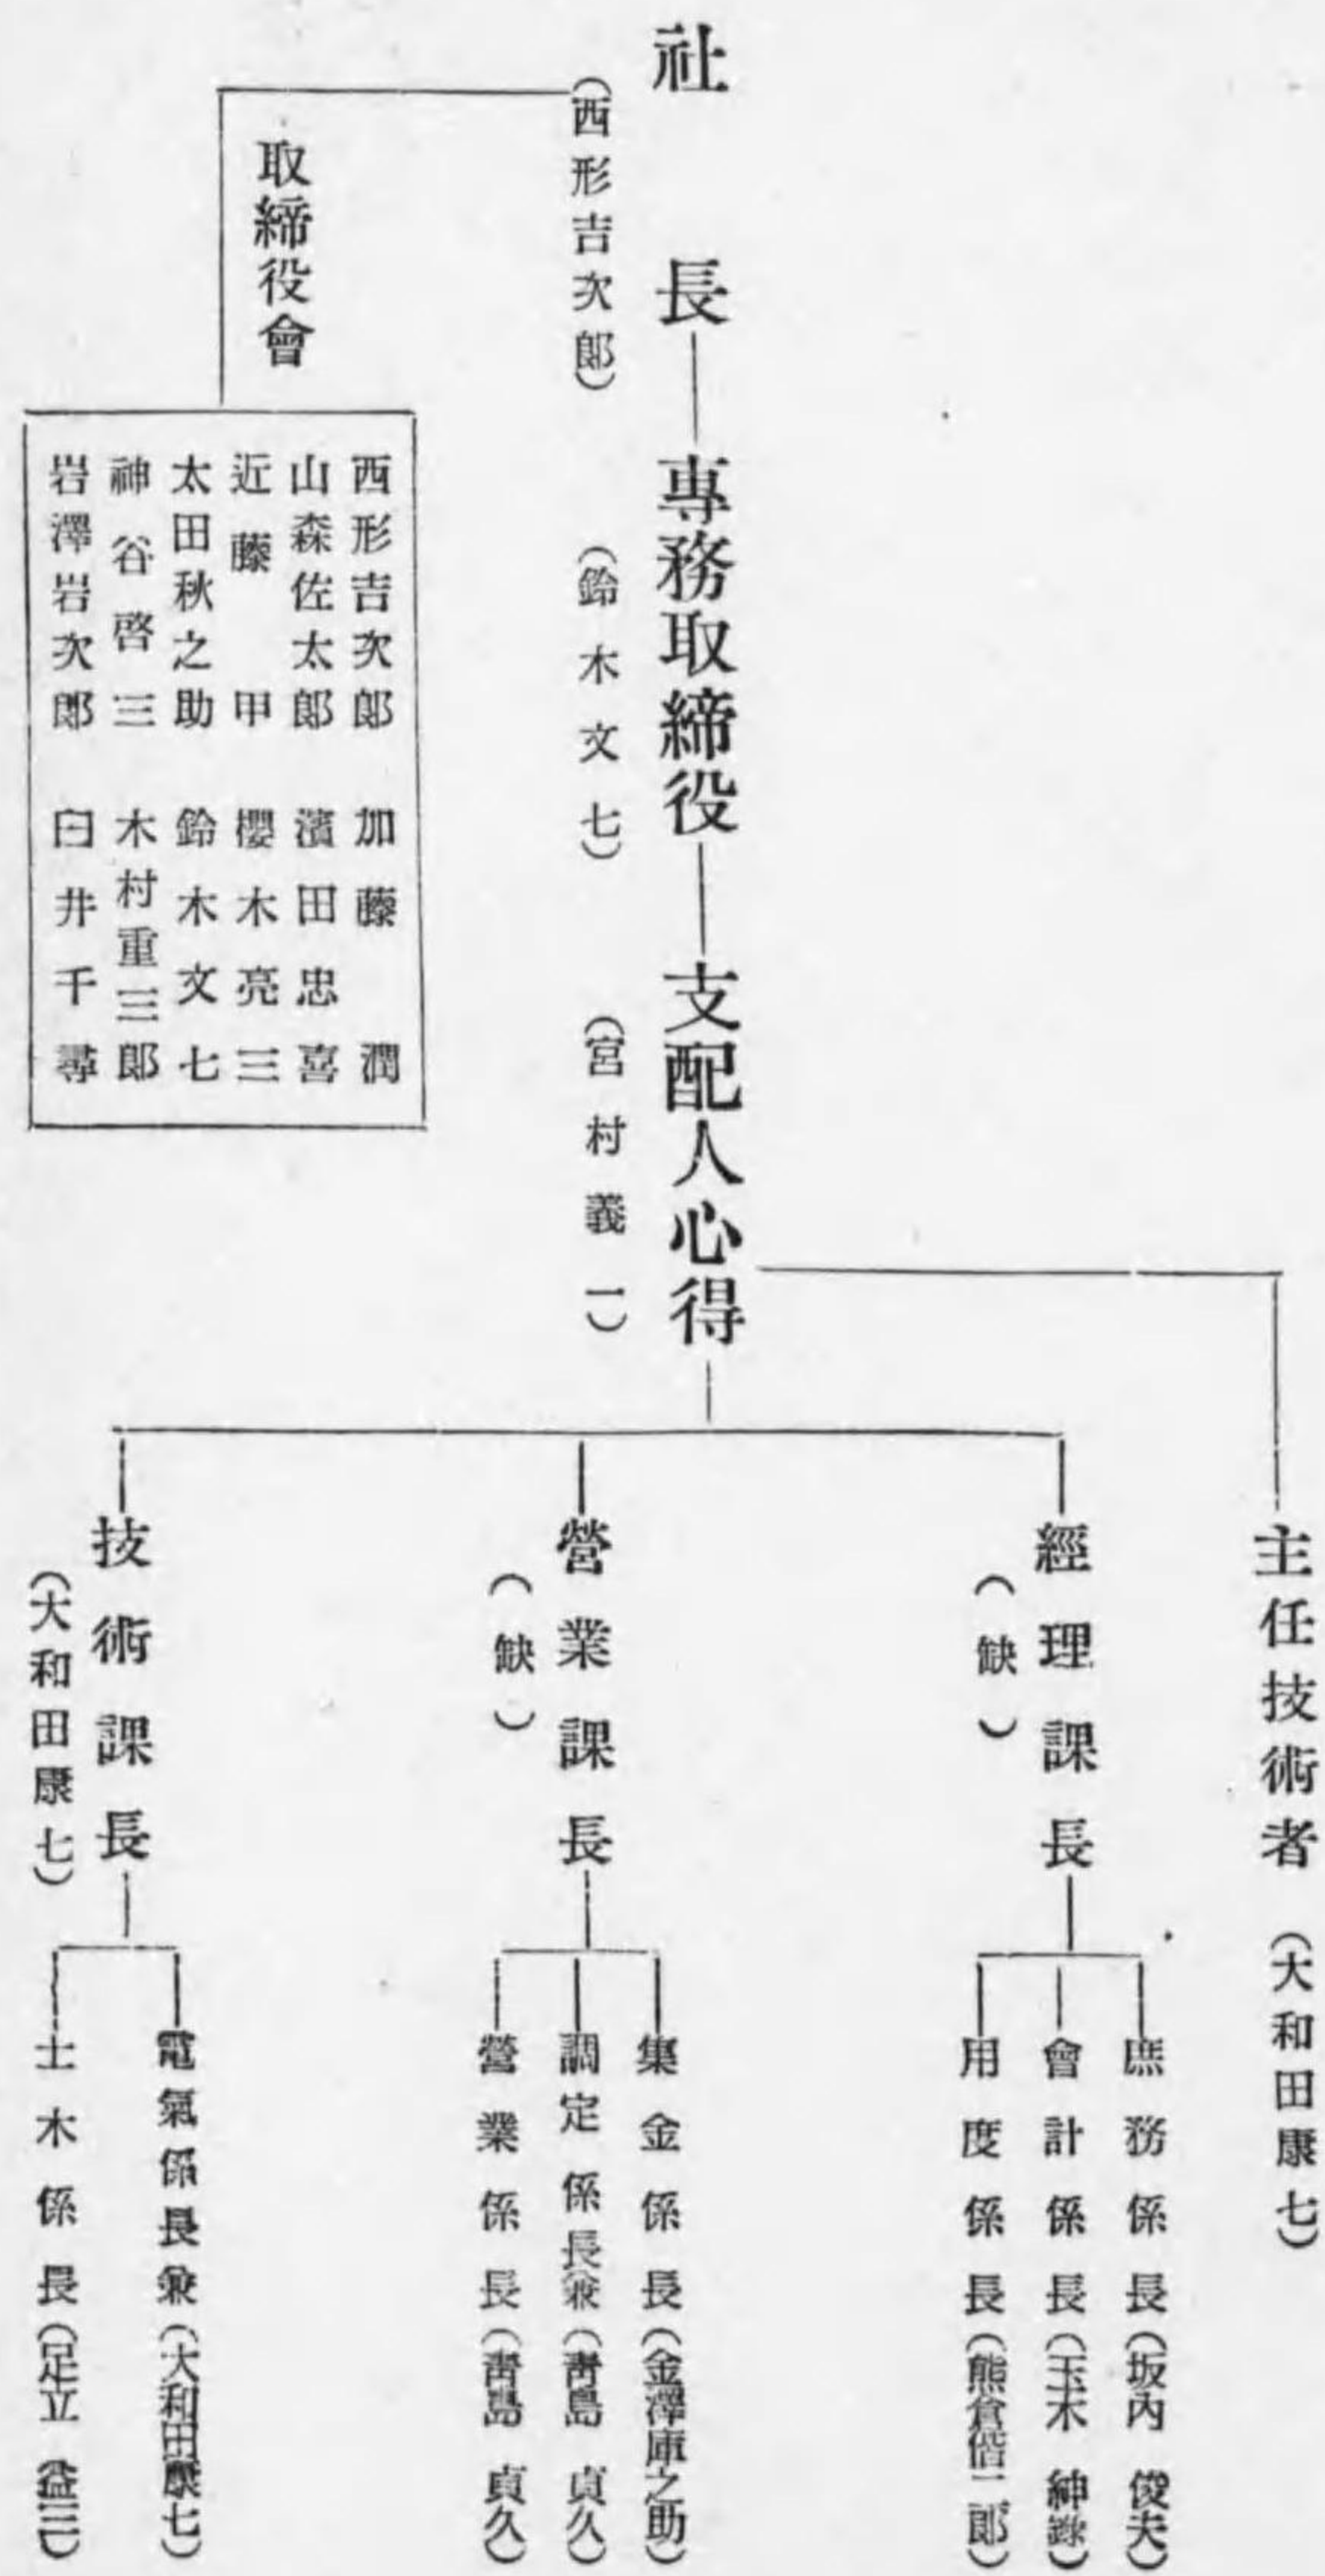 社長
(西形吉次郎)
取締役會
西形吉次郎
加藤潤
山森佐太郎
濱田忠喜
近藤甲
櫻木亮三
太田秋之助
鈴木文七
神谷啓三
木村重三郎
岩澤岩次郎
臼井千尋
專務取締役
(鈴木文七)
支配人心得
(宮村義一)
主任技術者(大和田康七)
經理課長
(缺)
庶務係長(坂內俊夫)
會計係長(玉木紳錄)
用度係長(熊倉偕二郎)
營業課長
(缺)
集金係長(金澤庫之助)
調定係長兼(靑島貞久)
營業係長(靑島貞久)
技術課長
(大和田康七)
電氣係長兼(大和田康七)
土木係長(足立益三)